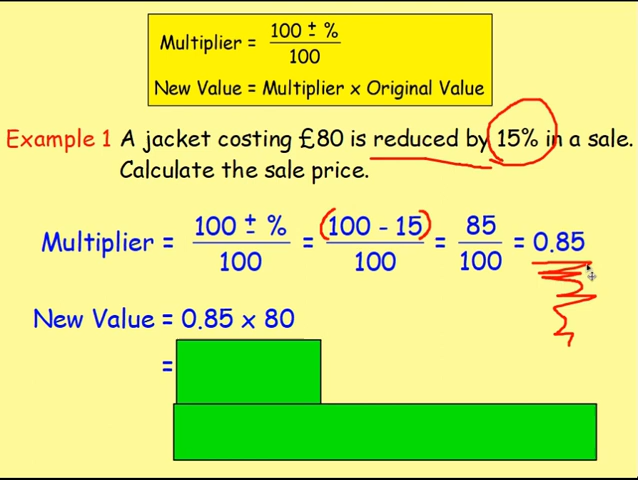 Multiplier = 100 ± % / 100
New Value = Multiplier x Original Value
Example 1 A jacket costing £80 is reduced by 15% in a sale.
Calculate the sale price.
Multiplier = 100 ± % / 100 = (100 - 15) / 100 = 85 / 100 = 0.85
New Value = 0.85 x 80
=